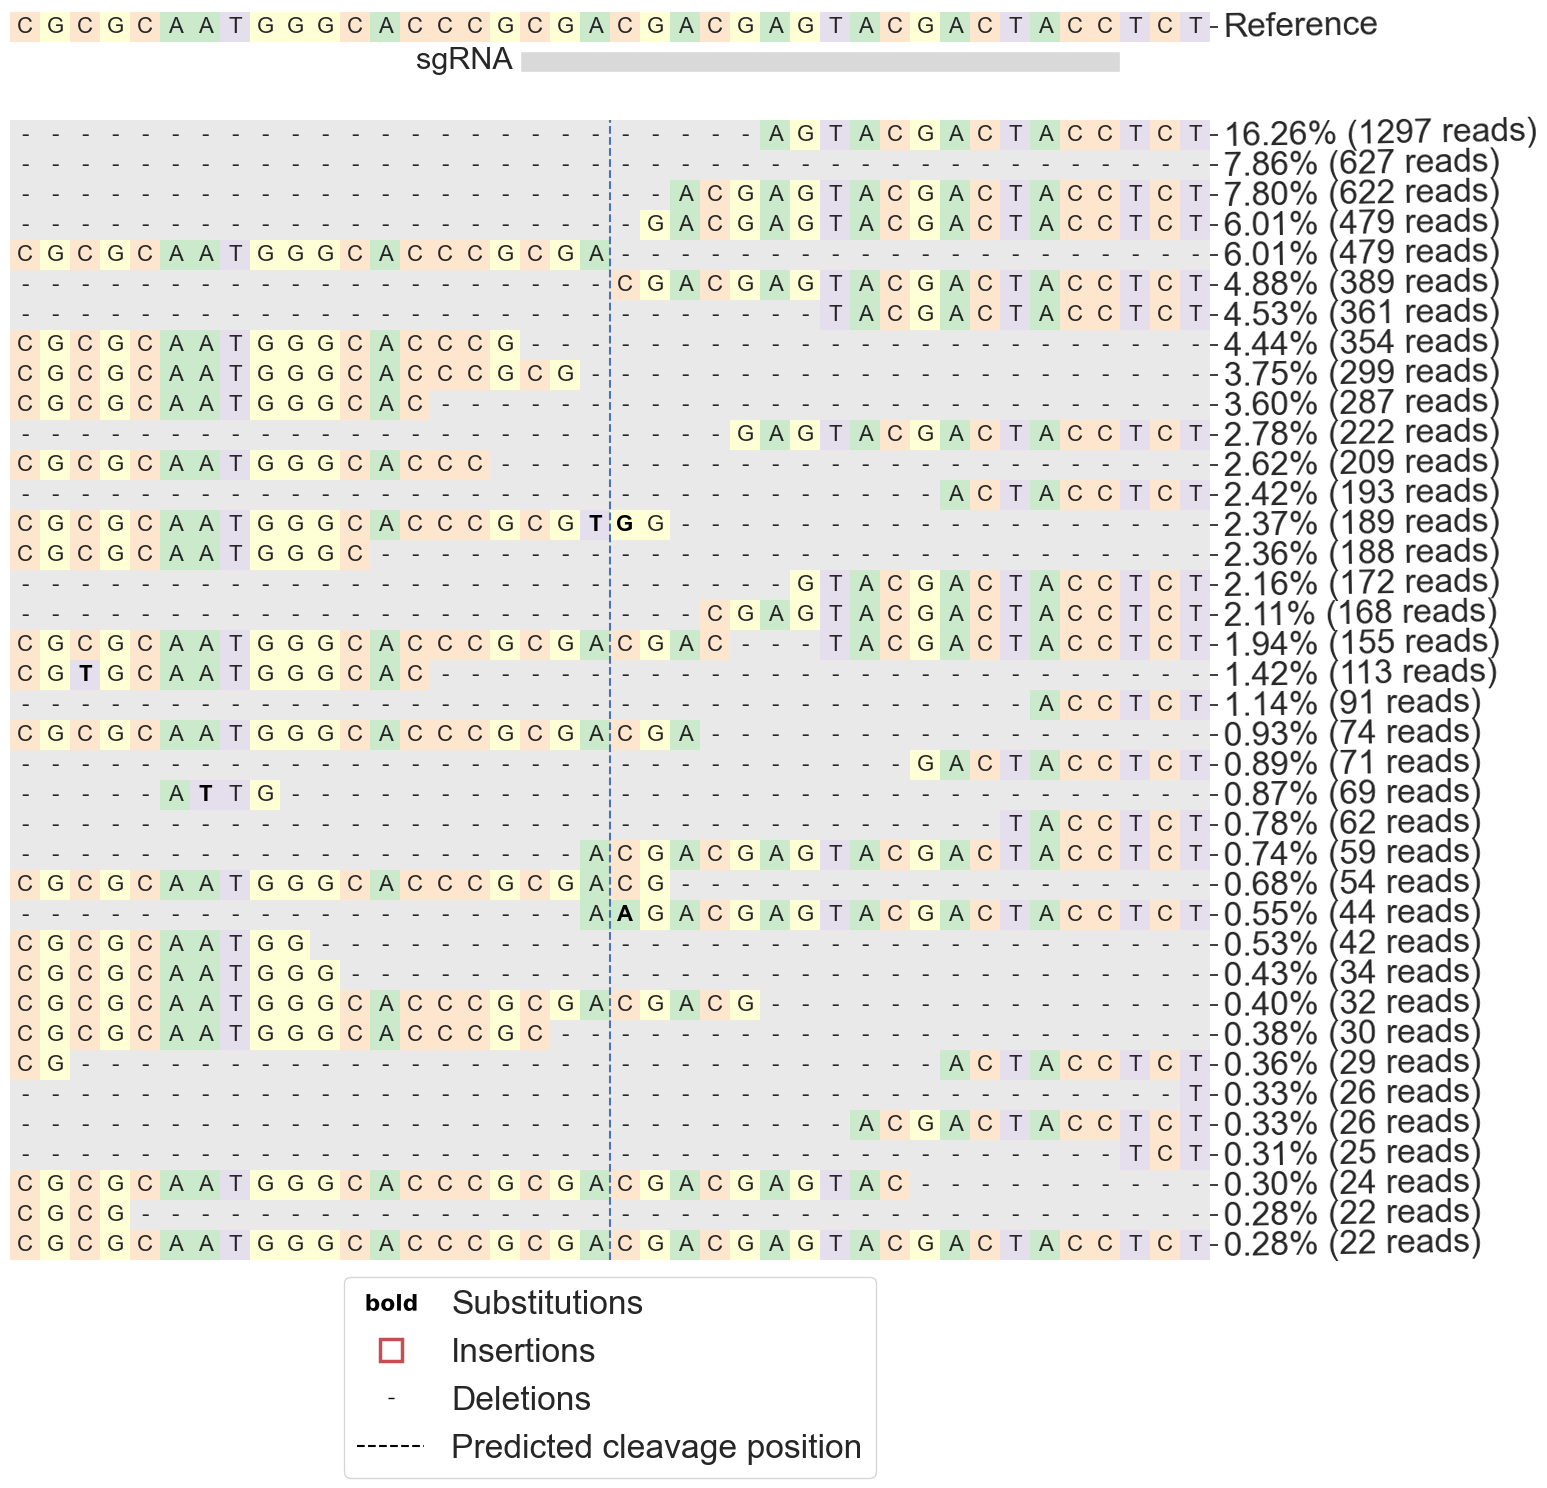 C G C G C A A T G G G C A C C C G C G A C G A C G A G T A C G A C T A C C T C T Reference
sgRNA
- - - - - - - - - - - - - - - - - - - - - - - - - A G T A C G A C T A C C T C T 16.26% (1297 reads)
- - - - - - - - - - - - - - - - - - - - - - - - - - - - - - - - - - - - - - - - 7.86% (627 reads)
- - - - - - - - - - - - - - - - - - - - - - A C G A G T A C G A C T A C C T C T 7.80% (622 reads)
- - - - - - - - - - - - - - - - - - - - - G A C G A G T A C G A C T A C C T C T 6.01% (479 reads)
C G C G C A A T G G G C A C C C G C G A - - - - - - - - - - - - - - - - - - - - 6.01% (479 reads)
- - - - - - - - - - - - - - - - - - - - C G A C G A G T A C G A C T A C C T C T 4.88% (389 reads)
- - - - - - - - - - - - - - - - - - - - - - - - - - - T A C G A C T A C C T C T 4.53% (361 reads)
C G C G C A A T G G G C A C C C G - - - - - - - - - - - - - - - - - - - - - - - 4.44% (354 reads)
C G C G C A A T G G G C A C C C G C G - - - - - - - - - - - - - - - - - - - - - 3.75% (299 reads)
C G C G C A A T G G G C A C - - - - - - - - - - - - - - - - - - - - - - - - - - 3.60% (287 reads)
- - - - - - - - - - - - - - - - - - - - - - - - G A G T A C G A C T A C C T C T 2.78% (222 reads)
C G C G C A A T G G G C A C C C - - - - - - - - - - - - - - - - - - - - - - - - 2.62% (209 reads)
- - - - - - - - - - - - - - - - - - - - - - - - - - - - - - - A C T A C C T C T 2.42% (193 reads)
C G C G C A A T G G G C A C C C G C G T G G - - - - - - - - - - - - - - - - - - 2.37% (189 reads)
C G C G C A A T G G G C - - - - - - - - - - - - - - - - - - - - - - - - - - - - 2.36% (188 reads)
- - - - - - - - - - - - - - - - - - - - - - - - - - G T A C G A C T A C C T C T 2.16% (172 reads)
- - - - - - - - - - - - - - - - - - - - - - - C G A G T A C G A C T A C C T C T 2.11% (168 reads)
C G C G C A A T G G G C A C C C G C G A C G A C - - - T A C G A C T A C C T C T 1.94% (155 reads)
C G T G C A A T G G G C A C - - - - - - - - - - - - - - - - - - - - - - - - - - 1.42% (113 reads)
- - - - - - - - - - - - - - - - - - - - - - - - - - - - - - - - - - A C C T C T 1.14% (91 reads)
C G C G C A A T G G G C A C C C G C G A C G A - - - - - - - - - - - - - - - - - 0.93% (74 reads)
- - - - - - - - - - - - - - - - - - - - - - - - - - - - - - G A C T A C C T C T 0.89% (71 reads)
- - - - - A T T G - - - - - - - - - - - - - - - - - - - - - - - - - - - - - - - 0.87% (69 reads)
- - - - - - - - - - - - - - - - - - - - - - - - - - - - - - - - - T A C C T C T 0.78% (62 reads)
- - - - - - - - - - - - - - - - - - - A C G A C G A G T A C G A C T A C C T C T 0.74% (59 reads)
C G C G C A A T G G G C A C C C G C G A C G - - - - - - - - - - - - - - - - - - 0.68% (54 reads)
- - - - - - - - - - - - - - - - - - - A A G A C G A G T A C G A C T A C C T C T 0.55% (44 reads)
C G C G C A A T G G - - - - - - - - - - - - - - - - - - - - - - - - - - - - - - 0.53% (42 reads)
C G C G C A A T G G G - - - - - - - - - - - - - - - - - - - - - - - - - - - - - 0.43% (34 reads)
C G C G C A A T G G G C A C C C G C G A C G A C G - - - - - - - - - - - - - - - 0.40% (32 reads)
C G C G C A A T G G G C A C C C G C - - - - - - - - - - - - - - - - - - - - - - 0.38% (30 reads)
C G - - - - - - - - - - - - - - - - - - - - - - - - - - - - - A C T A C C T C T 0.36% (29 reads)
- - - - - - - - - - - - - - - - - - - - - - - - - - - - - - - - - - - - - - - T 0.33% (26 reads)
- - - - - - - - - - - - - - - - - - - - - - - - - - - - A C G A C T A C C T C T 0.33% (26 reads)
- - - - - - - - - - - - - - - - - - - - - - - - - - - - - - - - - - - - - T C T 0.31% (25 reads)
C G C G C A A T G G G C A C C C G C G A C G A C G A G T A C - - - - - - - - - - 0.30% (24 reads)
C G C G - - - - - - - - - - - - - - - - - - - - - - - - - - - - - - - - - - - - 0.28% (22 reads)
C G C G C A A T G G G C A C C C G C G A C G A C G A G T A C G A C T A C C T C T 0.28% (22 reads)
bold Substitutions
Insertions
- Deletions
Predicted cleavage position